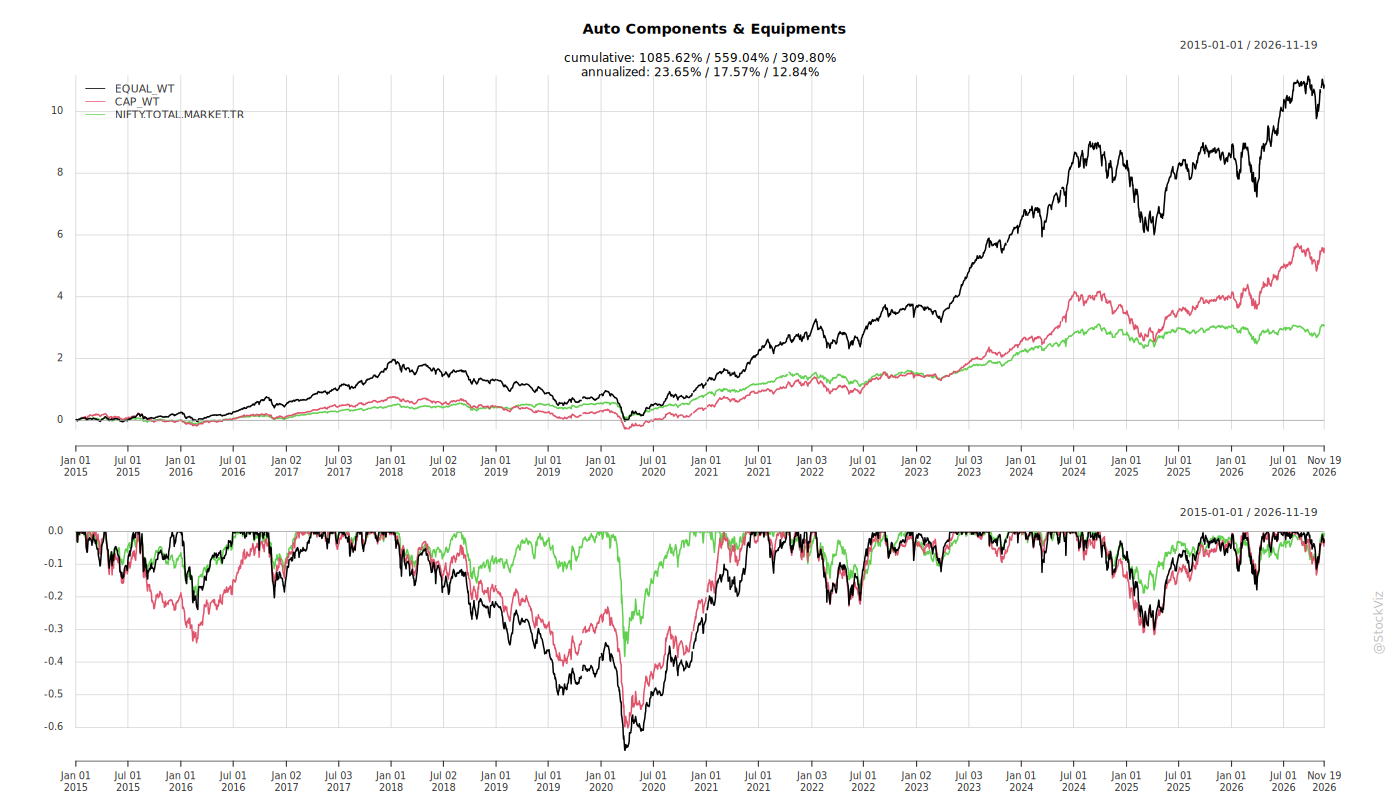 Auto Components & Equipments
2015-01-01 / 2026-11-19
cumulative: 1085.62% / 559.04% / 309.80%
annualized: 23.65% / 17.57% / 12.84%
EQUAL_WT
CAP_WT
NIFTY.TOTAL.MARKET.TR
10
8
6
4
2
0
Jan 01 Jul 01 Jan 01 Jul 01 Jan 02 Jul 03 Jan 01 Jul 02 Jan 01 Jul 01 Jan 01 Jul 01 Jan 01 Jul 01 Jan 03 Jul 01 Jan 02 Jul 03 Jan 01 Jul 01 Jan 01 Jul 01 Jan 01 Jul 01 Nov 19
2015 2015 2016 2016 2017 2017 2018 2018 2019 2019 2020 2020 2021 2021 2022 2022 2023 2023 2024 2024 2025 2025 2026 2026 2026
2015-01-01 / 2026-11-19
0.0
-0.1
-0.2
-0.3
-0.4
-0.5
-0.6
Jan 01 Jul 01 Jan 01 Jul 01 Jan 02 Jul 03 Jan 01 Jul 02 Jan 01 Jul 01 Jan 01 Jul 01 Jan 01 Jul 01 Jan 03 Jul 01 Jan 02 Jul 03 Jan 01 Jul 01 Jan 01 Jul 01 Jan 01 Jul 01 Nov 19
2015 2015 2016 2016 2017 2017 2018 2018 2019 2019 2020 2020 2021 2021 2022 2022 2023 2023 2024 2024 2025 2025 2026 2026 2026
@StockViz